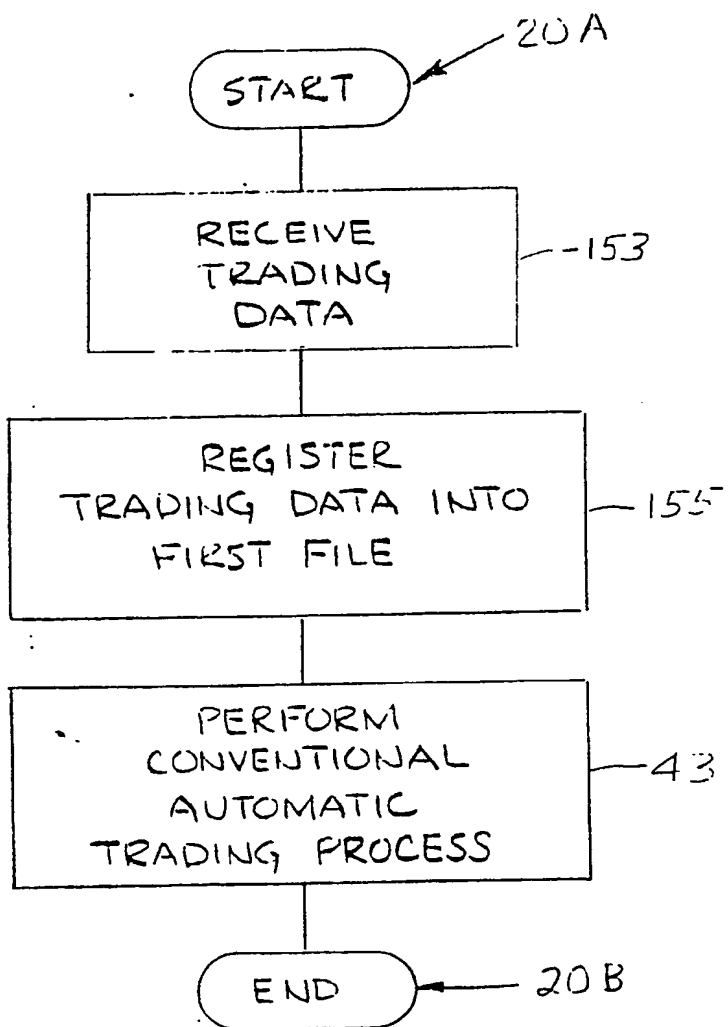 20A
START
RECEIVE
TRADING
DATA
153
REGISTER
TRADING DATA INTO
FIRST FILE
155
PERFORM
CONVENTIONAL
AUTOMATIC
TRADING PROCESS
43
END
20B